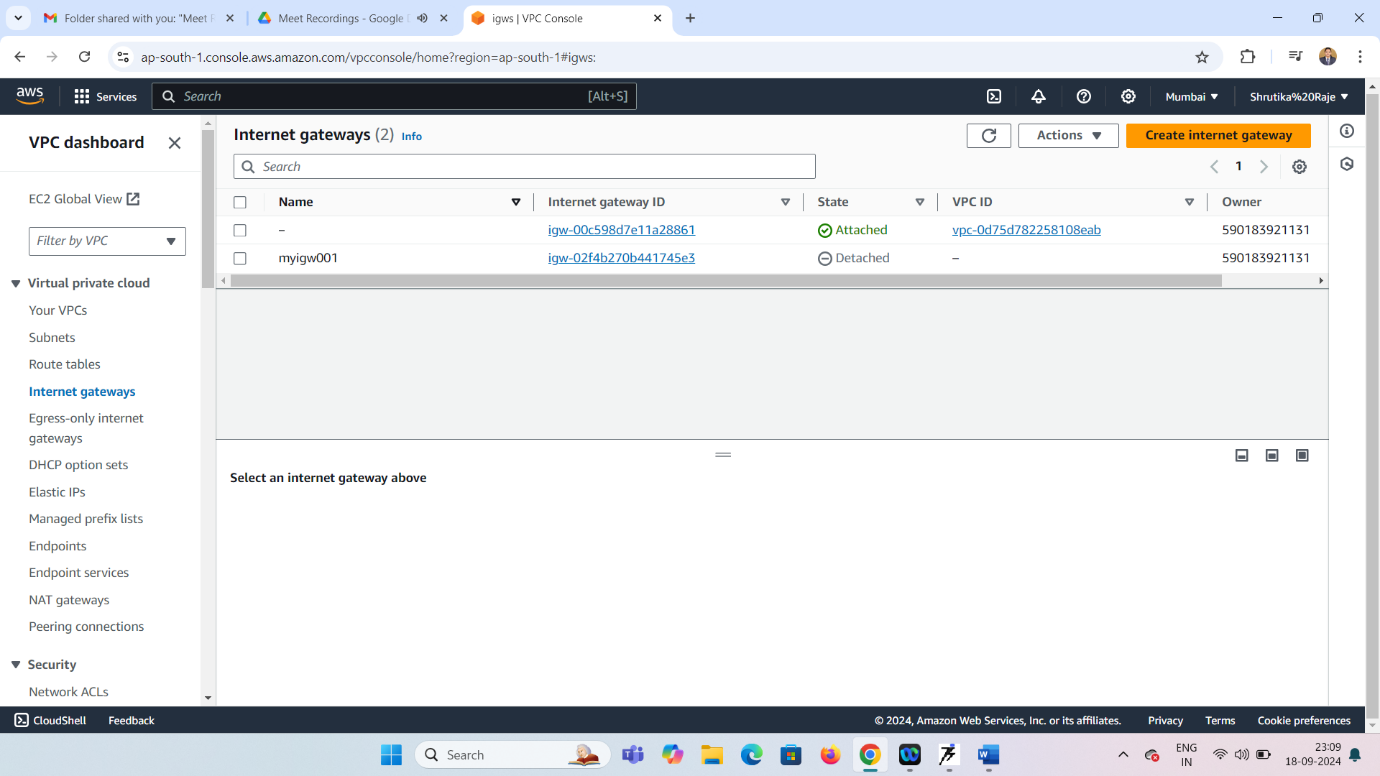 Folder shared with you: "Meet R
Meet Recordings - Google D
igws | VPC Console
ap-south-1.console.aws.amazon.com/vpcconsole/home?region=ap-south-1#igws:
aws
Services
Search
[Alt+S]
Mumbai
Shrutika%20Raje
VPC dashboard
EC2 Global View
Filter by VPC
Virtual private cloud
Your VPCs
Subnets
Route tables
Internet gateways
Egress-only internet
gateways
DHCP option sets
Elastic IPs
Managed prefix lists
Endpoints
Endpoint services
NAT gateways
Peering connections
Security
Network ACLs
Internet gateways (2) Info
Actions
Create internet gateway
Search
1
Name Internet gateway ID State VPC ID Owner
– igw-00c598d7e11a28861 Attached vpc-0d75d782258108eab 590183921131
myigw001 igw-02f4b270b441745e3 Detached – 590183921131
Select an internet gateway above
CloudShell Feedback
© 2024, Amazon Web Services, Inc. or its affiliates. Privacy Terms Cookie preferences
Search
ENG
IN
23:09
18-09-2024